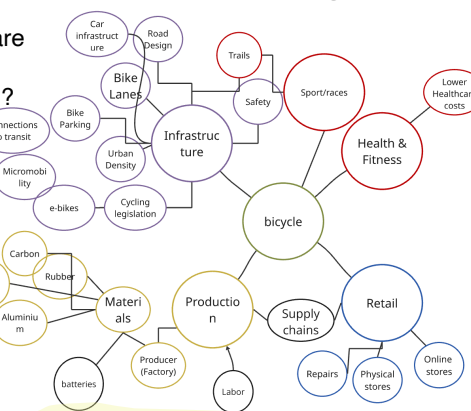 are
?
Car
infrastruct
ure
Road
Design
Trails
Bike
Lanes
Safety
Sport/races
Lower
Healthcar
costs
Bike
Parking
nnections
o transit
Infrastruc
ture
Urban
Density
Health &
Fitness
Micromobi
lity
e-bikes
Cycling
legislation
bicycle
Carbon
Rubber
Materi
als
Aluminiu
m
Productio
n
Supply
chains
Retail
Producer
(Factory)
batteries
Labor
Repairs
Physical
stores
Online
stores